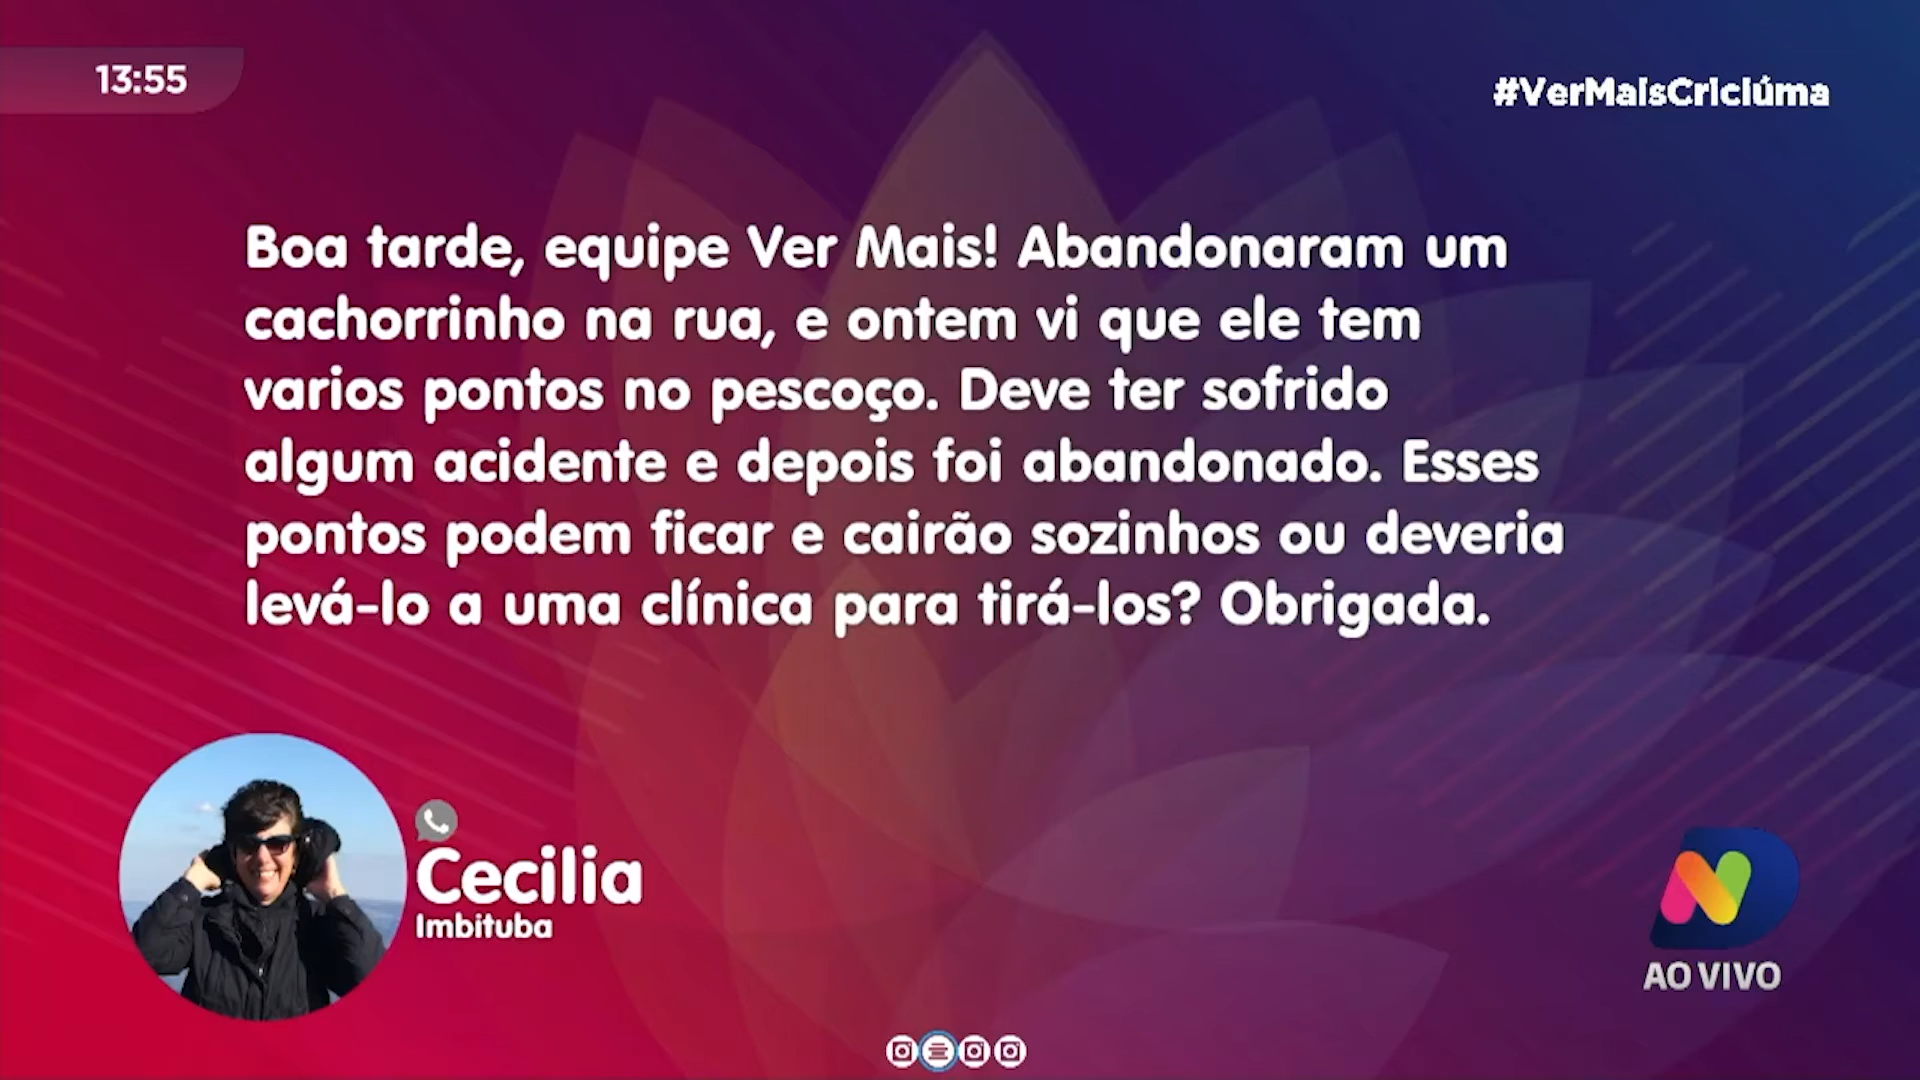 13:55
#VerMaisCriciúma
Boa tarde, equipe Ver Mais! Abandonaram um
cachorrinho na rua, e ontem vi que ele tem
varios pontos no pescoço. Deve ter sofrido
algum acidente e depois foi abandonado. Esses
pontos podem ficar e cairão sozinhos ou deveria
levá-lo a uma clínica para tirá-los? Obrigada.
Cecilia
Imbituba
AO VIVO